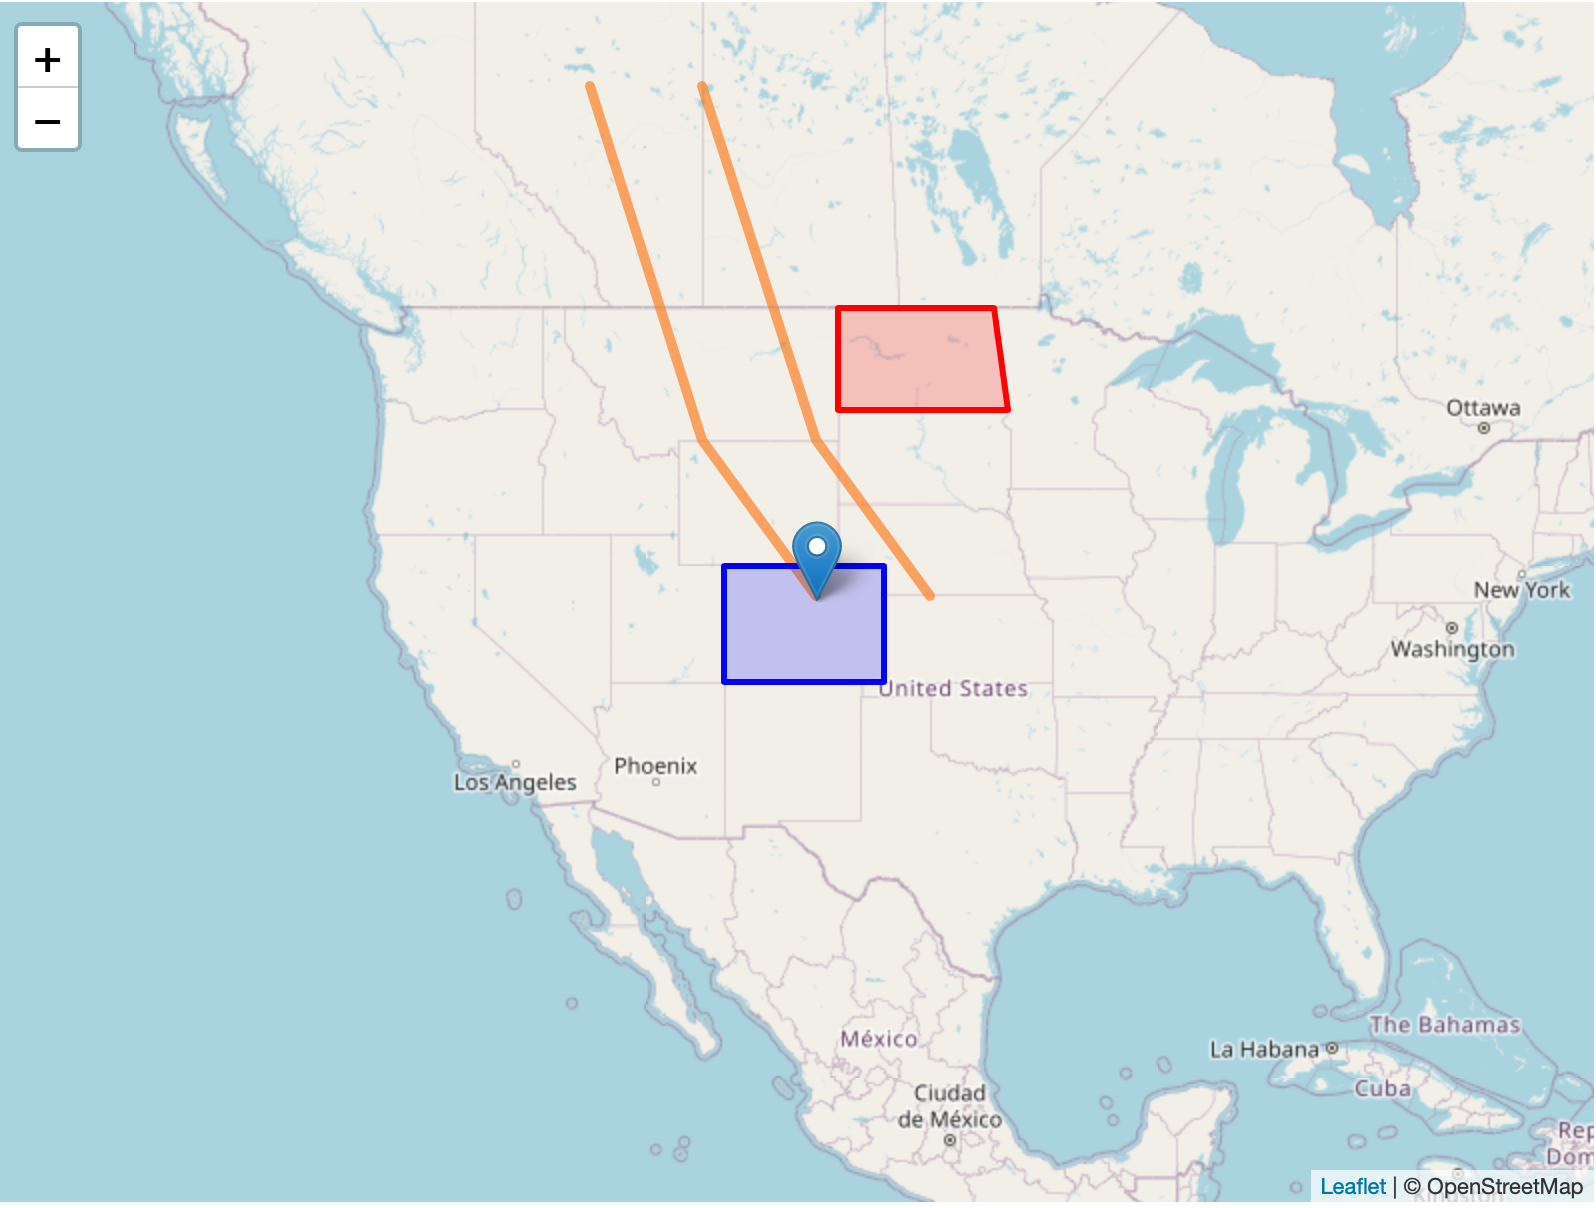 +
−
Ottawa
New York
Washington
United States
Phoenix
Los Angeles
The Bahamas
México
La Habana
Cuba
Ciudad
de México
Rep
Dom
Leaflet | © OpenStreetMap